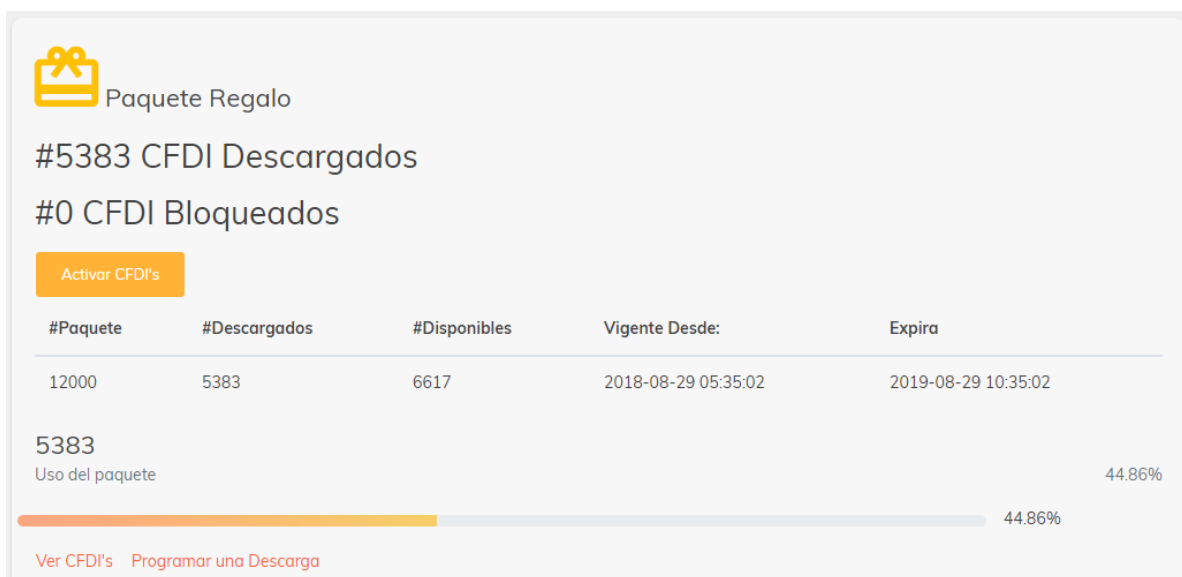 Paquete Regalo
#5383 CFDI Descargados
#0 CFDI Bloqueados
Activar CFDI's
#Paquete #Descargados #Disponibles Vigente Desde: Expira
12000 5383 6617 2018-08-29 05:35:02 2019-08-29 10:35:02
5383
Uso del paquete 44.86%
44.86%
Ver CFDI's Programar una Descarga